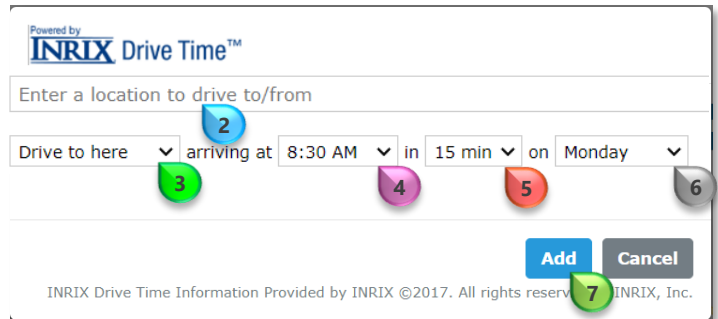 Powered by
INRIX Drive Time™
Enter a location to drive to/from
2
Drive to here arriving at 8:30 AM in 15 min on Monday
3 4 5 6
Add Cancel
INRIX Drive Time Information Provided by INRIX ©2017. All rights reserv INRIX, Inc.
7